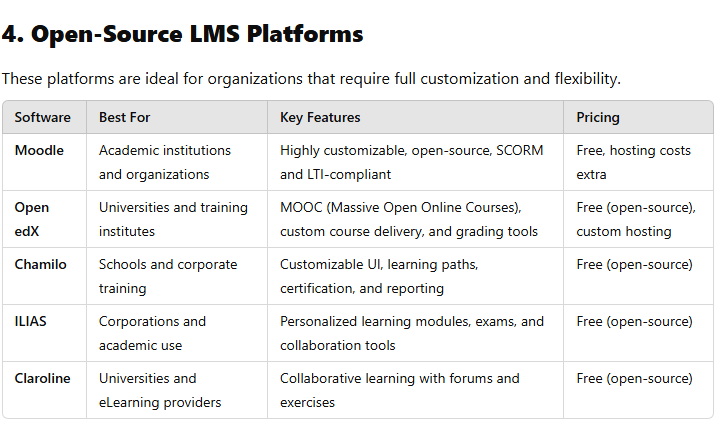 4. Open-Source LMS Platforms
These platforms are ideal for organizations that require full customization and flexibility.
Software Best For Key Features Pricing
Moodle Academic institutions Highly customizable, open-source, SCORM Free, hosting costs
and organizations and LTI-compliant extra
Open Universities and training MOOC (Massive Open Online Courses), Free (open-source),
edX institutes custom course delivery, and grading tools custom hosting
Chamilo Schools and corporate Customizable UI, learning paths, Free (open-source)
training certification, and reporting
ILIAS Corporations and Personalized learning modules, exams, and Free (open-source)
academic use collaboration tools
Claroline Universities and Collaborative learning with forums and Free (open-source)
eLearning providers exercises